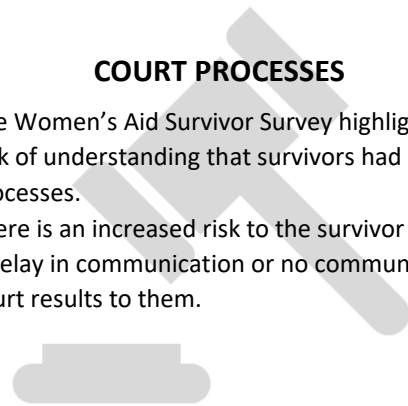 COURT PROCESSES
e Women's Aid Survivor Survey highlig
k of understanding that survivors had
ocesses.
ere is an increased risk to the survivor
elay in communication or no commun
urt results to them.